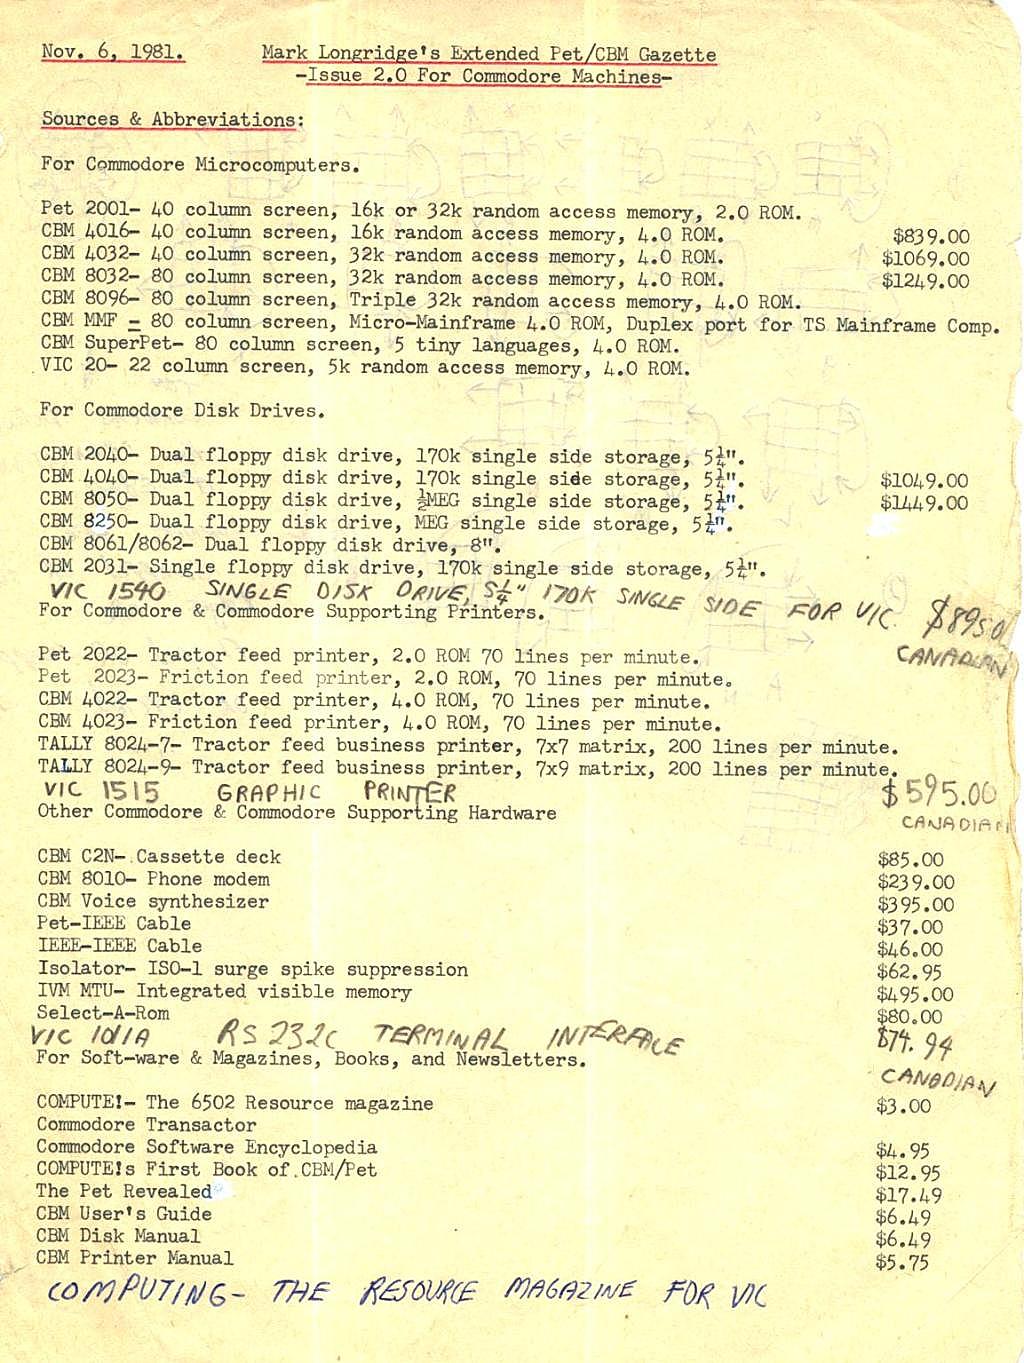 Nov. 6, 1981. Mark Longridge's Extended Pet/CBM Gazette
-Issue 2.0 For Commodore Machines-
Sources & Abbreviations:
For Commodore Microcomputers.
Pet 2001- 40 column screen, 16k or 32k random access memory, 2.0 ROM.
CBM 4016- 40 column screen, 16k random access memory, 4.0 ROM. $839.00
CBM 4032- 40 column screen, 32k random access memory, 4.0 ROM. $1069.00
CBM 8032- 80 column screen, 32k random access memory, 4.0 ROM. $1249.00
CBM 8096- 80 column screen, Triple 32k random access memory, 4.0 ROM.
CBM MMF - 80 column screen, Micro-Mainframe 4.0 ROM, Duplex port for TS Mainframe Comp.
CBM SuperPet- 80 column screen, 5 tiny languages, 4.0 ROM.
VIC 20- 22 column screen, 5k random access memory, 4.0 ROM.
For Commodore Disk Drives.
CBM 2040- Dual floppy disk drive, 170k single side storage, 5¼".
CBM 4040- Dual floppy disk drive, 170k single side storage, 5¼". $1049.00
CBM 8050- Dual floppy disk drive, ½MEG single side storage, 5¼". $1449.00
CBM 8250- Dual floppy disk drive, MEG single side storage, 5¼".
CBM 8061/8062- Dual floppy disk drive, 8".
CBM 2031- Single floppy disk drive, 170k single side storage, 5¼".
VIC 1540 SINGLE DISK DRIVE, 5¼" 170K SINGLE SIDE FOR VIC $895.0
For Commodore & Commodore Supporting Printers.
CANADIAN
Pet 2022- Tractor feed printer, 2.0 ROM 70 lines per minute.
Pet 2023- Friction feed printer, 2.0 ROM, 70 lines per minute.
CBM 4022- Tractor feed printer, 4.0 ROM, 70 lines per minute.
CBM 4023- Friction feed printer, 4.0 ROM, 70 lines per minute.
TALLY 8024-7- Tractor feed business printer, 7x7 matrix, 200 lines per minute.
TALLY 8024-9- Tractor feed business printer, 7x9 matrix, 200 lines per minute.
VIC 1515 GRAPHIC PRINTER $595.00
Other Commodore & Commodore Supporting Hardware CANADIAN
CBM C2N- Cassette deck $85.00
CBM 8010- Phone modem $239.00
CBM Voice synthesizer $395.00
Pet-IEEE Cable $37.00
IEEE-IEEE Cable $46.00
Isolator- ISO-1 surge spike suppression $62.95
IVM MTU- Integrated visible memory $495.00
Select-A-Rom $80.00
VIC 1011A RS 232C TERMINAL INTERFACE $74.94
For Soft-ware & Magazines, Books, and Newsletters.
CANADIAN
COMPUTE!- The 6502 Resource magazine $3.00
Commodore Transactor
Commodore Software Encyclopedia $4.95
COMPUTE!s First Book of CBM/Pet $12.95
The Pet Revealed $17.49
CBM User's Guide $6.49
CBM Disk Manual $6.49
CBM Printer Manual $5.75
COMPUTING- THE RESOURCE MAGAZINE FOR VIC